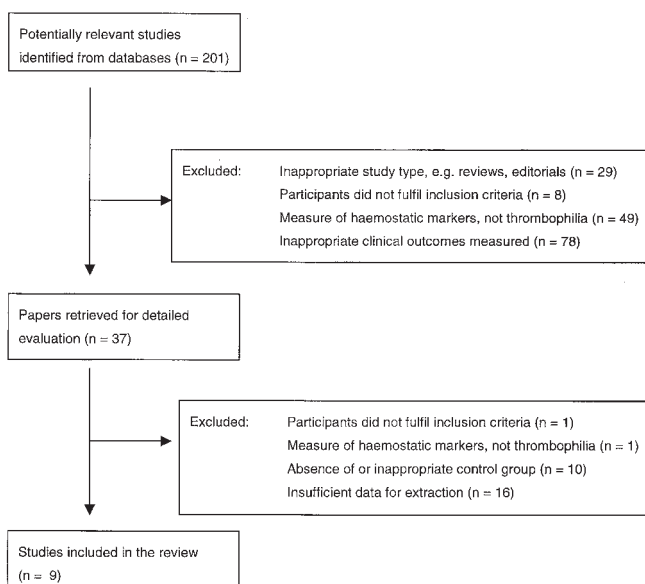 Potentially relevant studies
identified from databases (n = 201)
Excluded: Inappropriate study type, e.g. reviews, editorials (n = 29)
Participants did not fulfil inclusion criteria (n = 8)
Measure of haemostatic markers, not thrombophilia (n = 49)
Inappropriate clinical outcomes measured (n = 78)
Papers retrieved for detailed
evaluation (n = 37)
Excluded: Participants did not fulfil inclusion criteria (n = 1)
Measure of haemostatic markers, not thrombophilia (n = 1)
Absence of or inappropriate control group (n = 10)
Insufficient data for extraction (n = 16)
Studies included in the review
(n = 9)